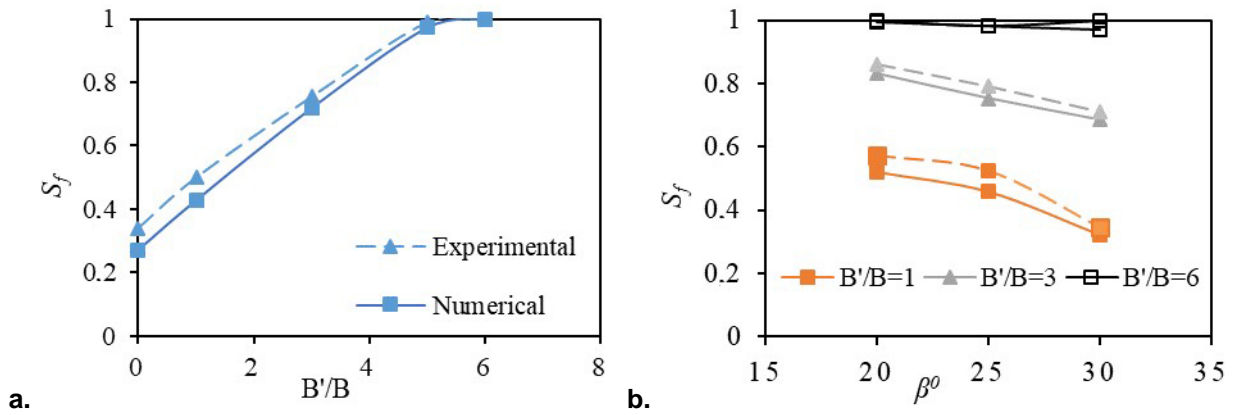 1
0.8
0.6
0.4
0.2
0
S_f
Experimental
Numerical
0 2 4 6 8
B'/B
a.
1
0.8
0.6
0.4
0.2
0
S_f
B'/B=1 B'/B=3 B'/B=6
15 20 25 30 35
β⁰
b.